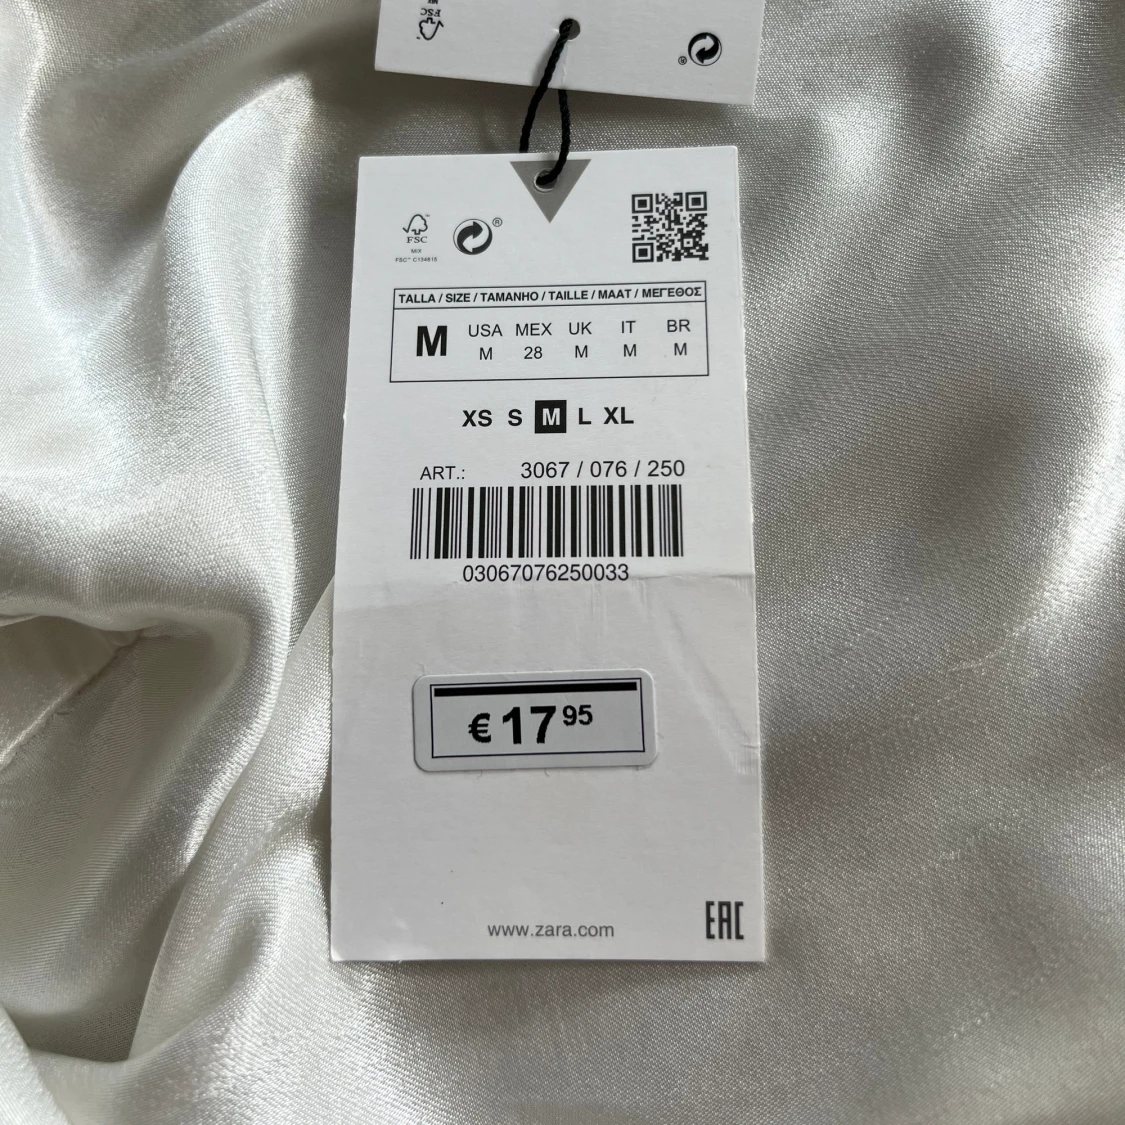 FSC
®
FSC
MIX
FSC™ C134815
®
TALLA / SIZE / TAMANHO / TAILLE / MAAT / ΜΕΓΕΘΟΣ
M USA MEX UK IT BR
M 28 M M M
XS S M L XL
ART.: 3067 / 076 / 250
03067076250033
€ 17 95
www.zara.com
EAC